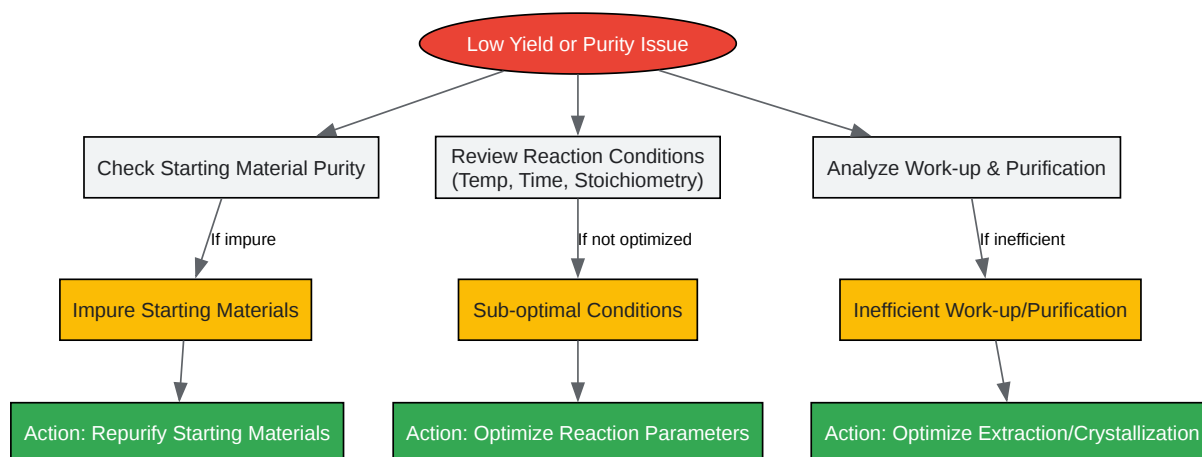 Low Yield or Purity Issue
Check Starting Material Purity
Review Reaction Conditions
(Temp, Time, Stoichiometry)
Analyze Work-up & Purification
If impure
If not optimized
If inefficient
Impure Starting Materials
Sub-optimal Conditions
Inefficient Work-up/Purification
Action: Repurify Starting Materials
Action: Optimize Reaction Parameters
Action: Optimize Extraction/Crystallization